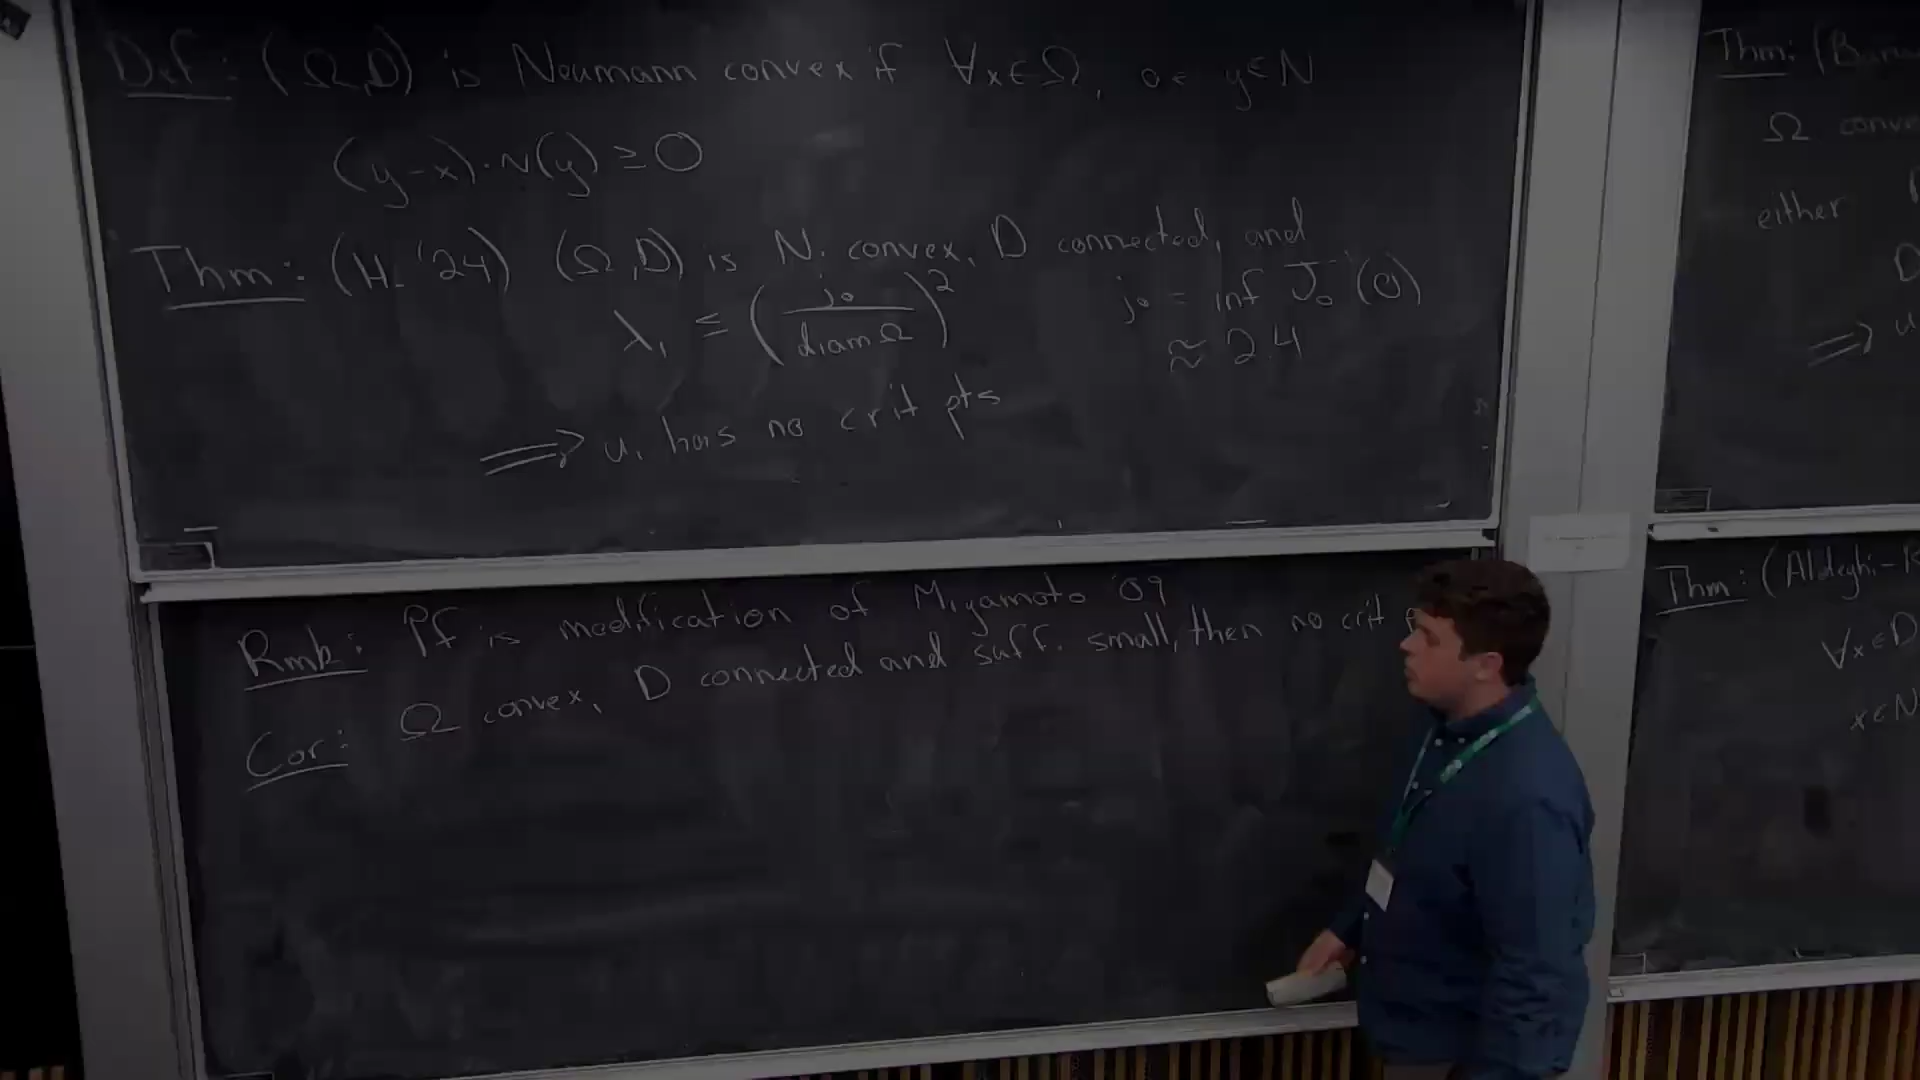 Def: (Ω,D) is Neumann convex if ∀x∈Ω, a.e. y∈N
(y-x)·N(y) ≥ 0
Thm: (H. '24) (Ω,D) is N. convex, D connected, and
λ₁ ≤ (j₀ / diam Ω)²
j₀ = inf J₀⁻¹(0)
≈ 2.4
⟹ u₁ has no crit pts
Rmk: Pf is modification of Miyamoto '09
Cor: Ω convex, D connected and suff. small, then no crit
Thm: (
Ω conve
either
D
⟹ u
Thm: (Aldeghi-R
∀x∈D
x∈N